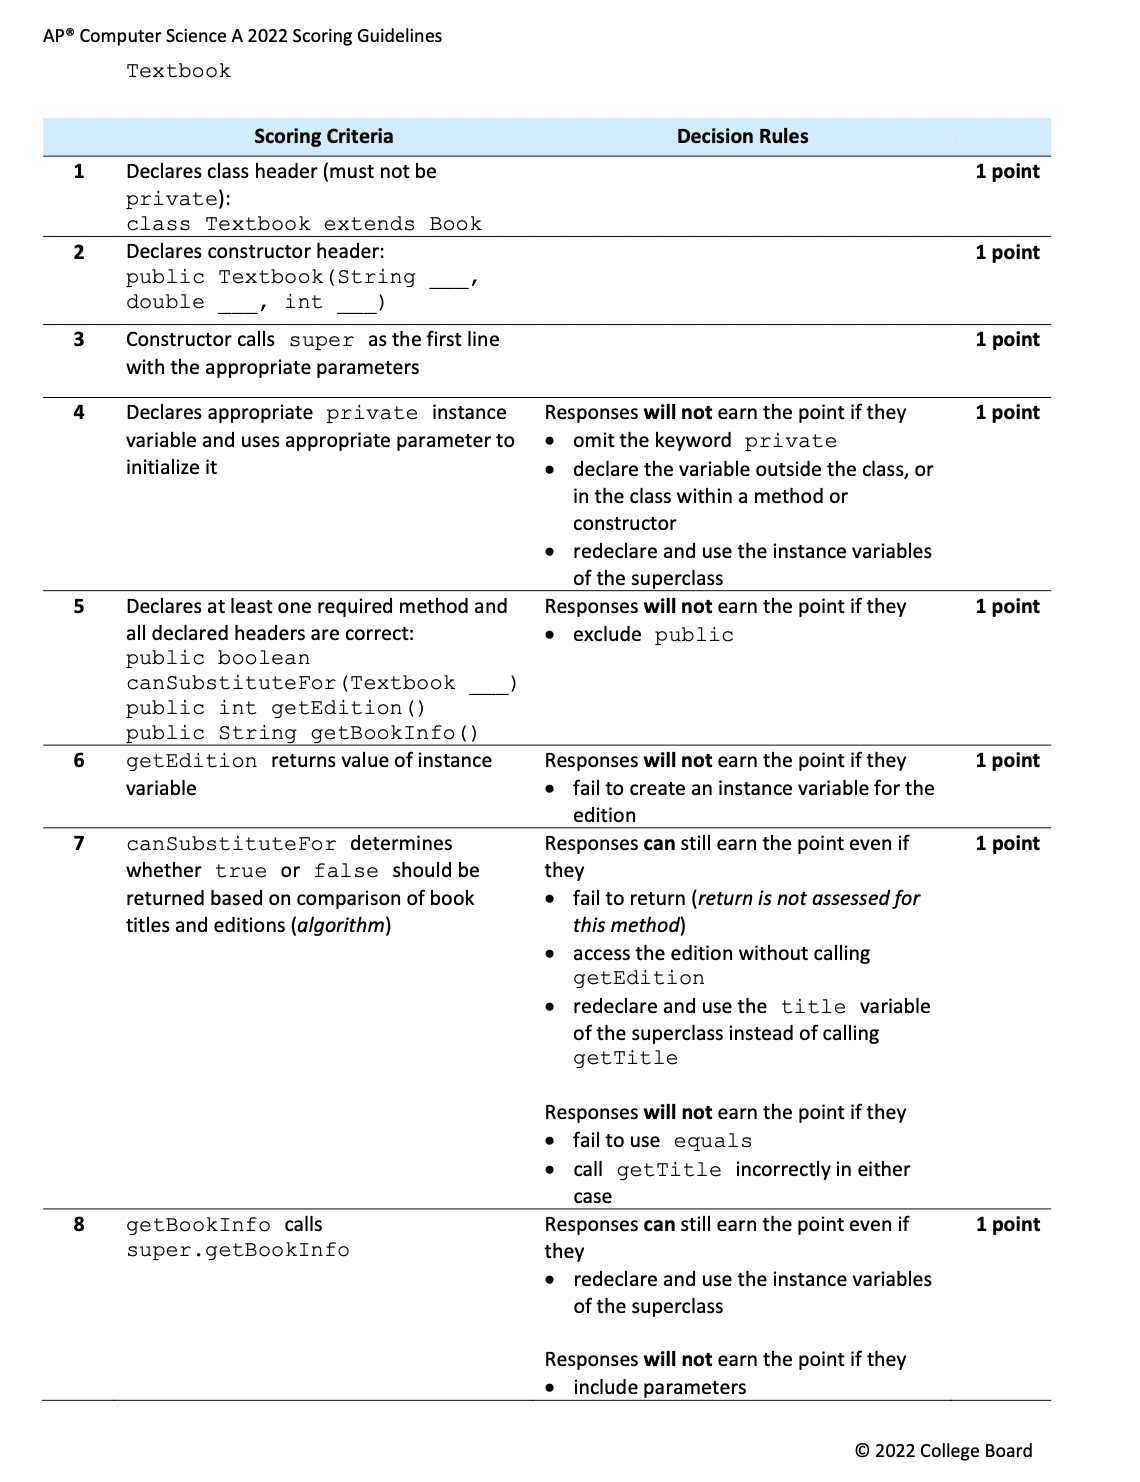 AP® Computer Science A 2022 Scoring Guidelines
Textbook
Scoring Criteria Decision Rules
1 Declares class header (must not be 1 point
private):
class Textbook extends Book
2 Declares constructor header: 1 point
public Textbook(String ___,
double ___, int ___)
3 Constructor calls super as the first line 1 point
with the appropriate parameters
4 Declares appropriate private instance Responses will not earn the point if they 1 point
variable and uses appropriate parameter to • omit the keyword private
initialize it • declare the variable outside the class, or
in the class within a method or
constructor
• redeclare and use the instance variables
of the superclass
5 Declares at least one required method and Responses will not earn the point if they 1 point
all declared headers are correct: • exclude public
public boolean
canSubstituteFor(Textbook ___)
public int getEdition()
public String getBookInfo()
6 getEdition returns value of instance Responses will not earn the point if they 1 point
variable • fail to create an instance variable for the
edition
7 canSubstituteFor determines Responses can still earn the point even if 1 point
whether true or false should be they
returned based on comparison of book • fail to return (return is not assessed for
titles and editions (algorithm) this method)
• access the edition without calling
getEdition
• redeclare and use the title variable
of the superclass instead of calling
getTitle
Responses will not earn the point if they
• fail to use equals
• call getTitle incorrectly in either
case
8 getBookInfo calls Responses can still earn the point even if 1 point
super.getBookInfo they
• redeclare and use the instance variables
of the superclass
Responses will not earn the point if they
• include parameters
© 2022 College Board